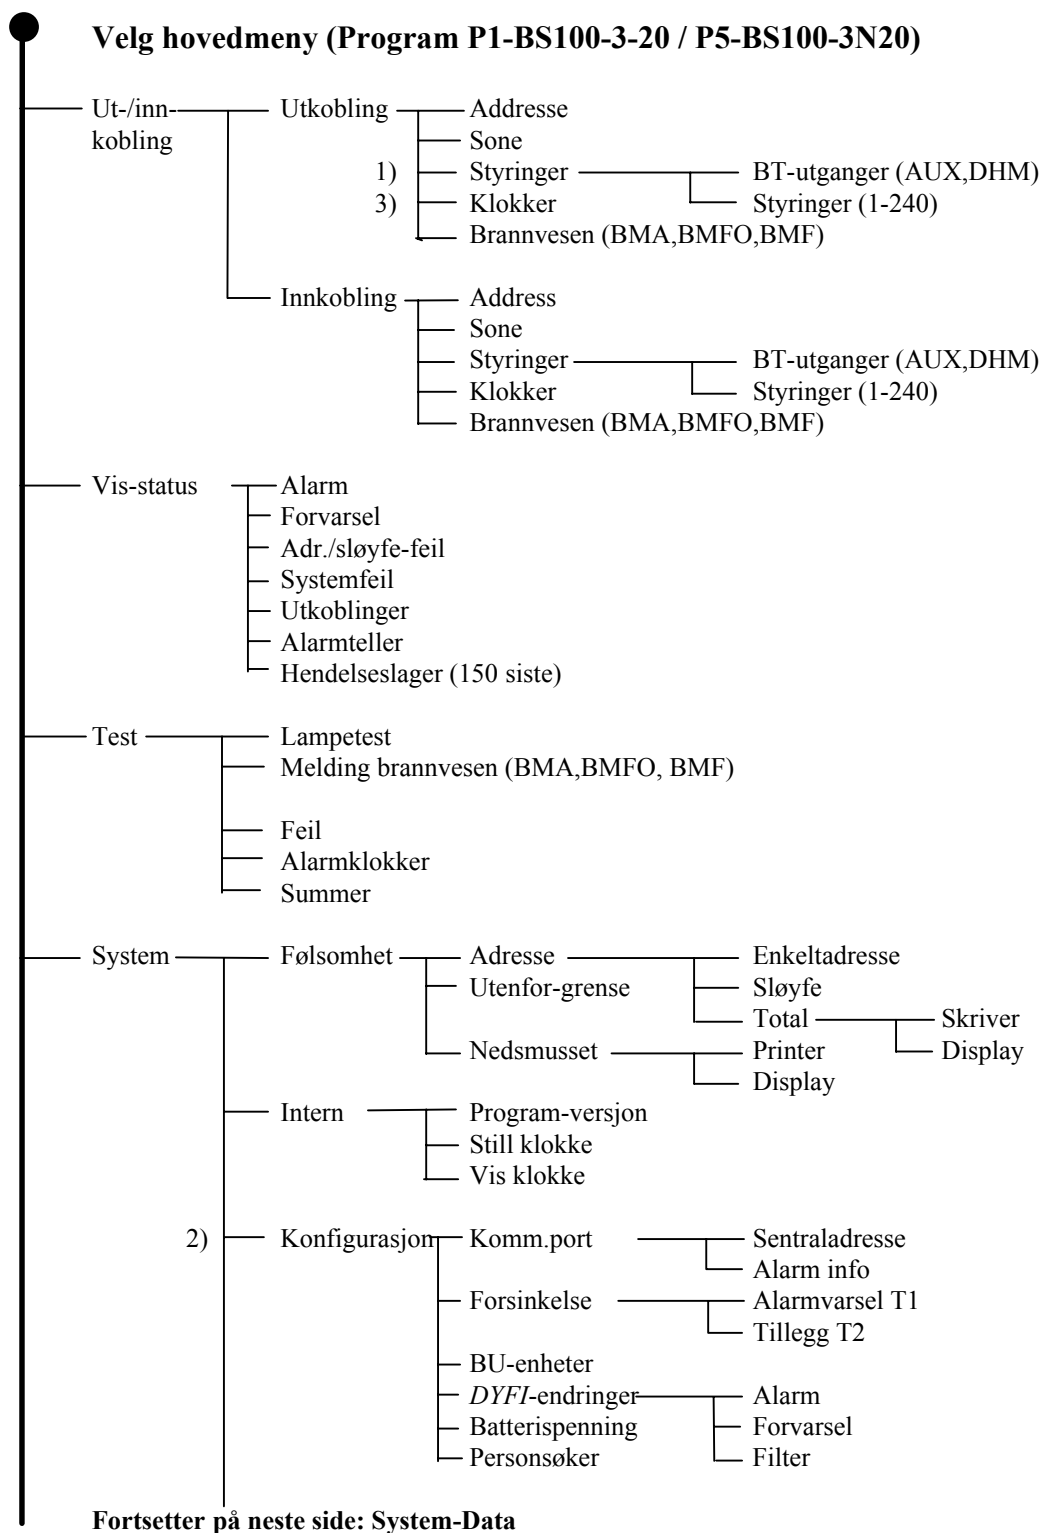 Velg hovedmeny (Program P1-BS100-3-20 / P5-BS100-3N20)
Ut-/inn- Utkobling Addresse
kobling Sone
1) Styringer BT-utganger (AUX,DHM)
3) Klokker Styringer (1-240)
Brannvesen (BMA,BMFO,BMF)
Innkobling Address
Sone
Styringer BT-utganger (AUX,DHM)
Klokker Styringer (1-240)
Brannvesen (BMA,BMFO,BMF)
Vis-status Alarm
Forvarsel
Adr./sløyfe-feil
Systemfeil
Utkoblinger
Alarmteller
Hendelseslager (150 siste)
Test Lampetest
Melding brannvesen (BMA,BMFO, BMF)
Feil
Alarmklokker
Summer
System Følsomhet Adresse Enkeltadresse
Utenfor-grense Sløyfe
Total Skriver
Nedsmusset Printer Display
Display
Intern Program-versjon
Still klokke
Vis klokke
2) Konfigurasjon Komm.port Sentraladresse
Alarm info
Forsinkelse Alarmvarsel T1
Tillegg T2
BU-enheter
DYFI-endringer Alarm
Batterispenning Forvarsel
Personsøker Filter
Fortsetter på neste side: System-Data